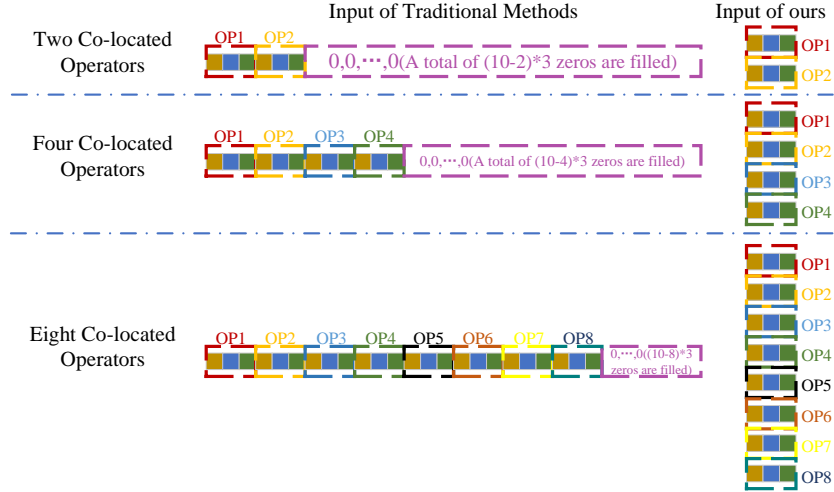 Input of Traditional Methods
Input of ours
Two Co-located
Operators
OP1
OP2
0,0,⋯,0(A total of (10-2)*3 zeros are filled)
OP1
OP2
Four Co-located
Operators
OP1
OP2
OP3
OP4
0,0,⋯,0(A total of (10-4)*3 zeros are filled)
OP1
OP2
OP3
OP4
Eight Co-located
Operators
OP1
OP2
OP3
OP4
OP5
OP6
OP7
OP8
0,⋯,0((10-8)*3
zeros are filled)
OP1
OP2
OP3
OP4
OP5
OP6
OP7
OP8